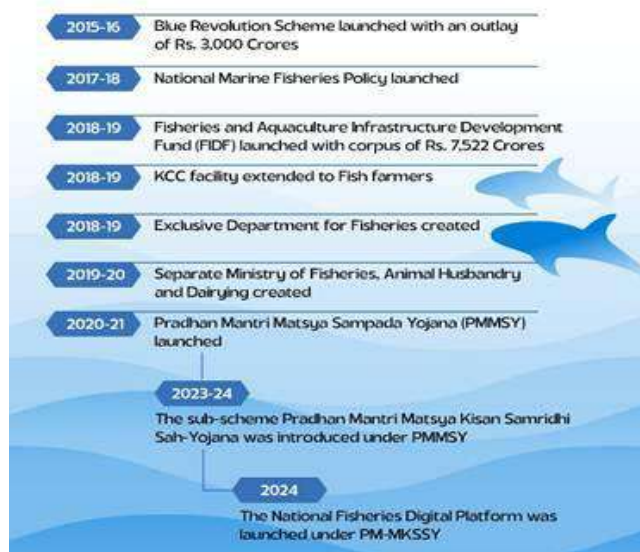 2015-16
Blue Revolution Scheme launched with an outlay
of Rs. 3,000 Crores
2017-18
National Marine Fisheries Policy launched
2018-19
Fisheries and Aquaculture Infrastructure Development
Fund (FIDF) launched with corpus of Rs. 7,522 Crores
2018-19
KCC facility extended to Fish farmers
2018-19
Exclusive Department for Fisheries created
2019-20
Separate Ministry of Fisheries, Animal Husbandry
and Dairying created
2020-21
Pradhan Mantri Matsya Sampada Yojana (PMMSY)
launched
2023-24
The sub-scheme Pradhan Mantri Matsya Kisan Samridhi
Sah-Yojana was introduced under PMMSY
2024
The National Fisheries Digital Platform was
launched under PM-MKSSY